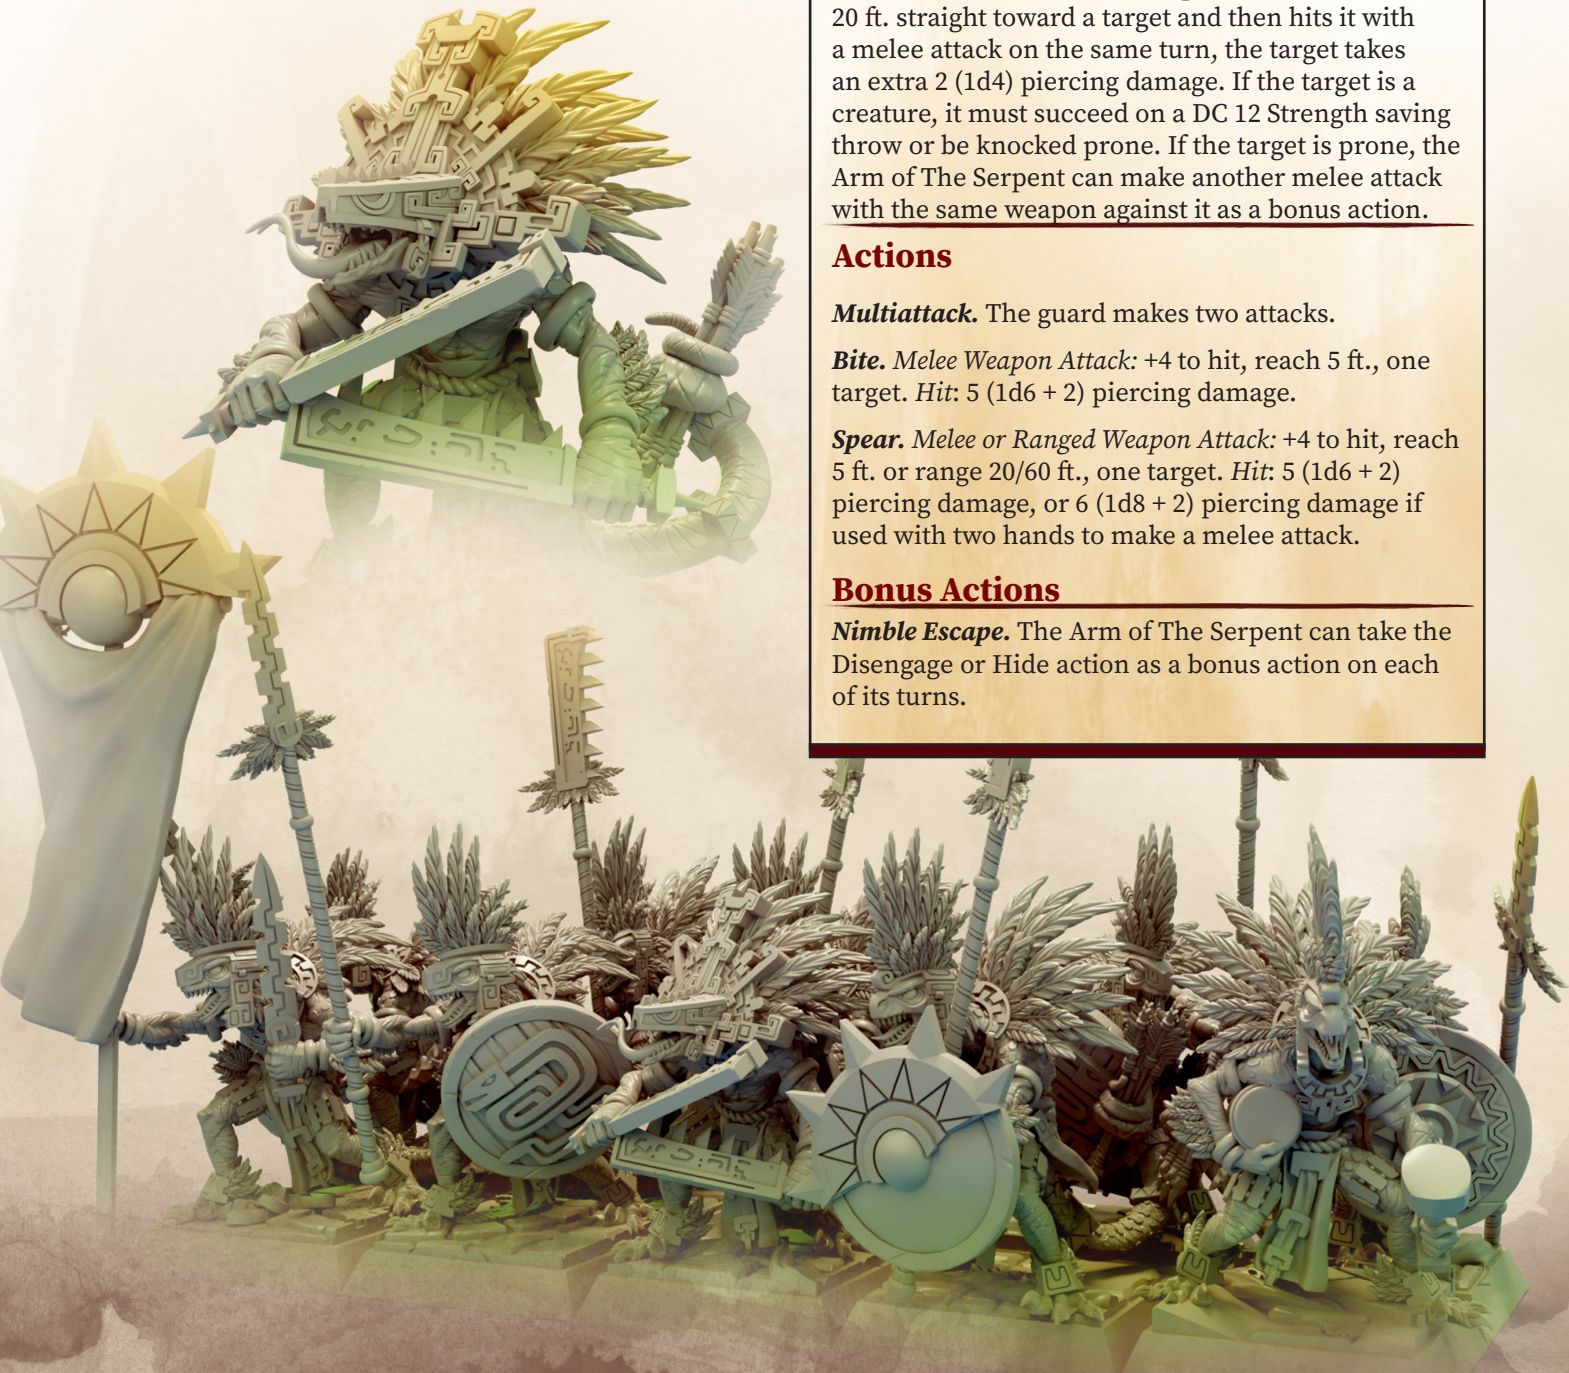 20 ft. straight toward a target and then hits it with
a melee attack on the same turn, the target takes
an extra 2 (1d4) piercing damage. If the target is a
creature, it must succeed on a DC 12 Strength saving
throw or be knocked prone. If the target is prone, the
Arm of The Serpent can make another melee attack
with the same weapon against it as a bonus action.
Actions
Multiattack. The guard makes two attacks.
Bite. Melee Weapon Attack: +4 to hit, reach 5 ft., one
target. Hit: 5 (1d6 + 2) piercing damage.
Spear. Melee or Ranged Weapon Attack: +4 to hit, reach
5 ft. or range 20/60 ft., one target. Hit: 5 (1d6 + 2)
piercing damage, or 6 (1d8 + 2) piercing damage if
used with two hands to make a melee attack.
Bonus Actions
Nimble Escape. The Arm of The Serpent can take the
Disengage or Hide action as a bonus action on each
of its turns.